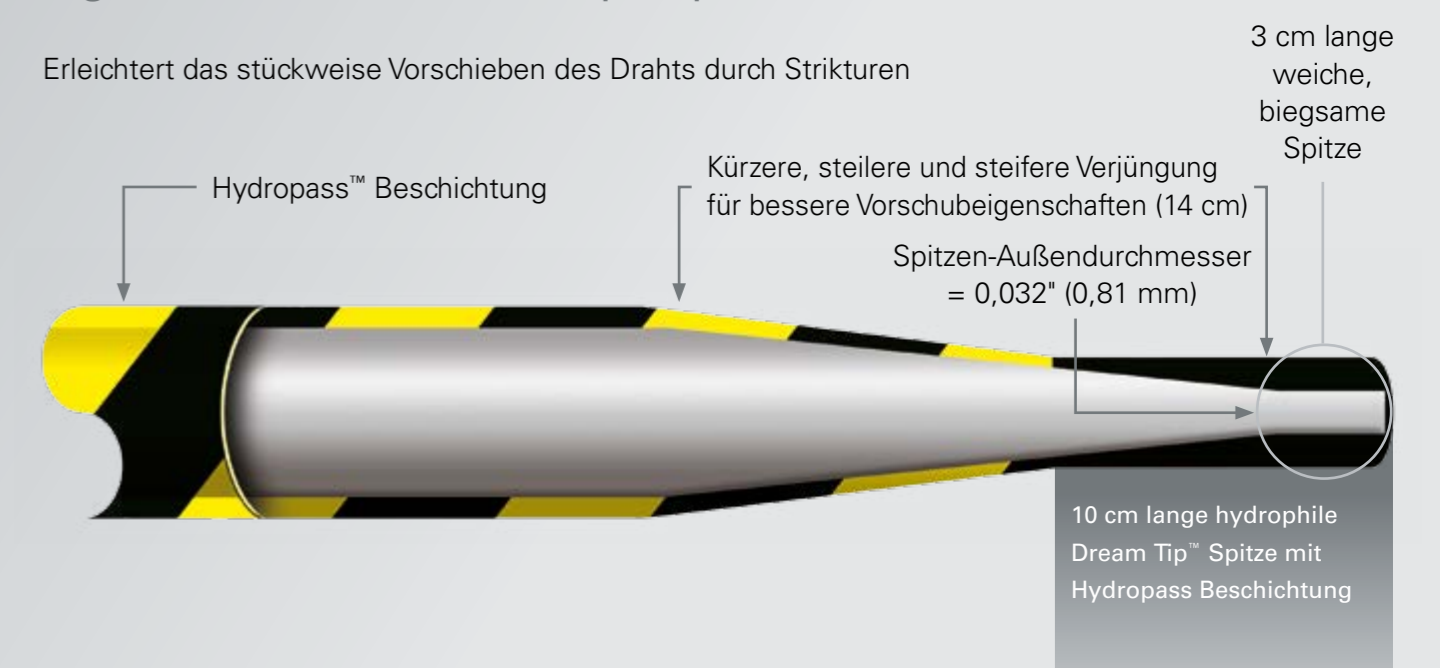 Erleichtert das stückweise Vorschieben des Drahts durch Strikturen
3 cm lange
weiche,
biegsame
Spitze
Hydropass™ Beschichtung
Kürzere, steilere und steifere Verjüngung
für bessere Vorschubeigenschaften (14 cm)
Spitzen-Außendurchmesser
= 0,032" (0,81 mm)
10 cm lange hydrophile
Dream Tip™ Spitze mit
Hydropass Beschichtung